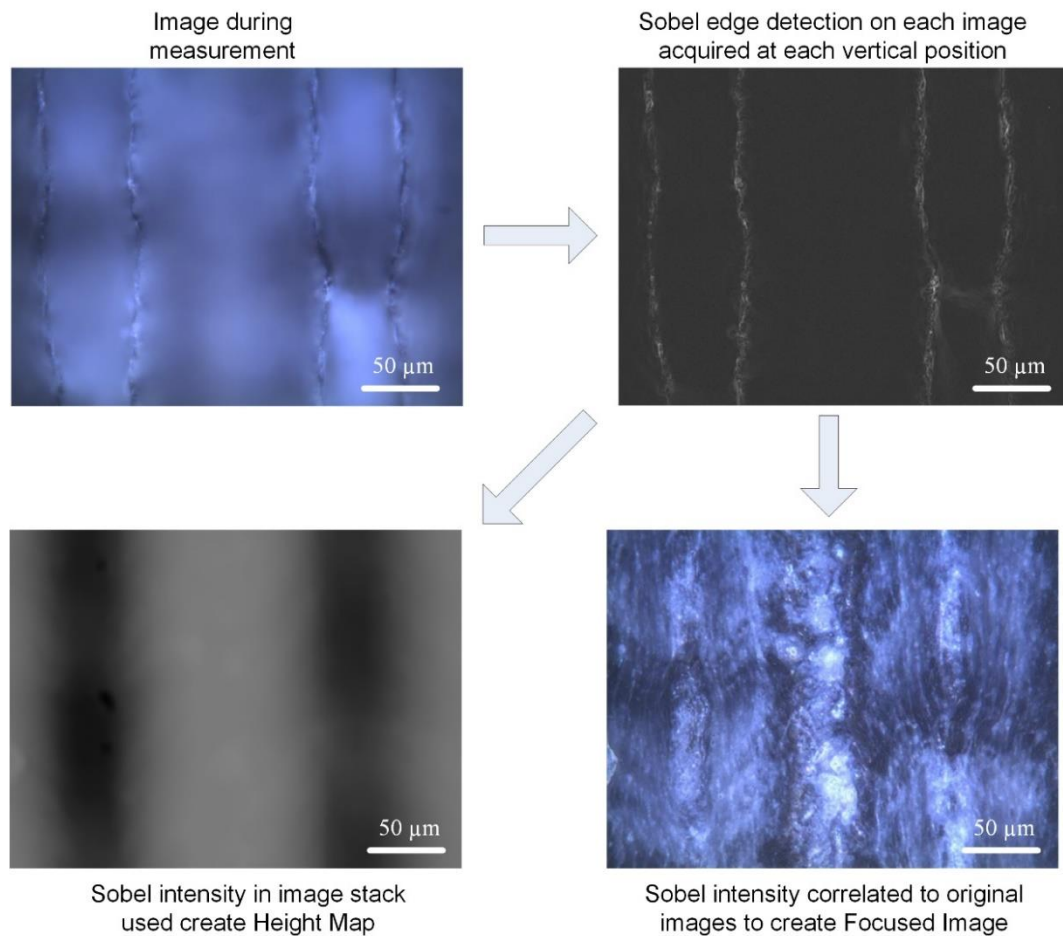 Image during
measurement
Sobel edge detection on each image
acquired at each vertical position
50 µm
50 µm
50 µm
50 µm
Sobel intensity in image stack
used create Height Map
Sobel intensity correlated to original
images to create Focused Image